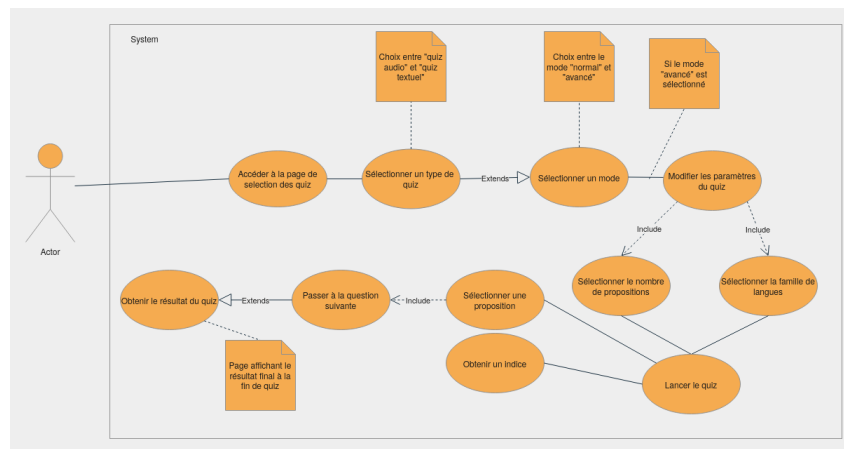 System
Choix entre "quiz
audio" et "quiz
textuel"
Choix entre le
mode "normal" et
"avancé"
Si le mode
"avancé" est
sélectionné
Actor
Accéder à la page de
selection des quiz
Sélectionner un type de
quiz
Extends
Sélectionner un mode
Modifier les paramètres
du quiz
Include
Include
Obtenir le résultat du quiz
Extends
Passer à la question
suivante
Include
Sélectionner une
proposition
Sélectionner le nombre
de propositions
Sélectionner la famille de
langues
Page affichant le
résultat final à la
fin de quiz
Obtenir un indice
Lancer le quiz